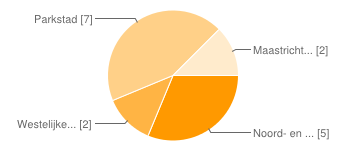 Parkstad [7]
Maastricht... [2]
Westelijke... [2]
Noord- en ... [5]